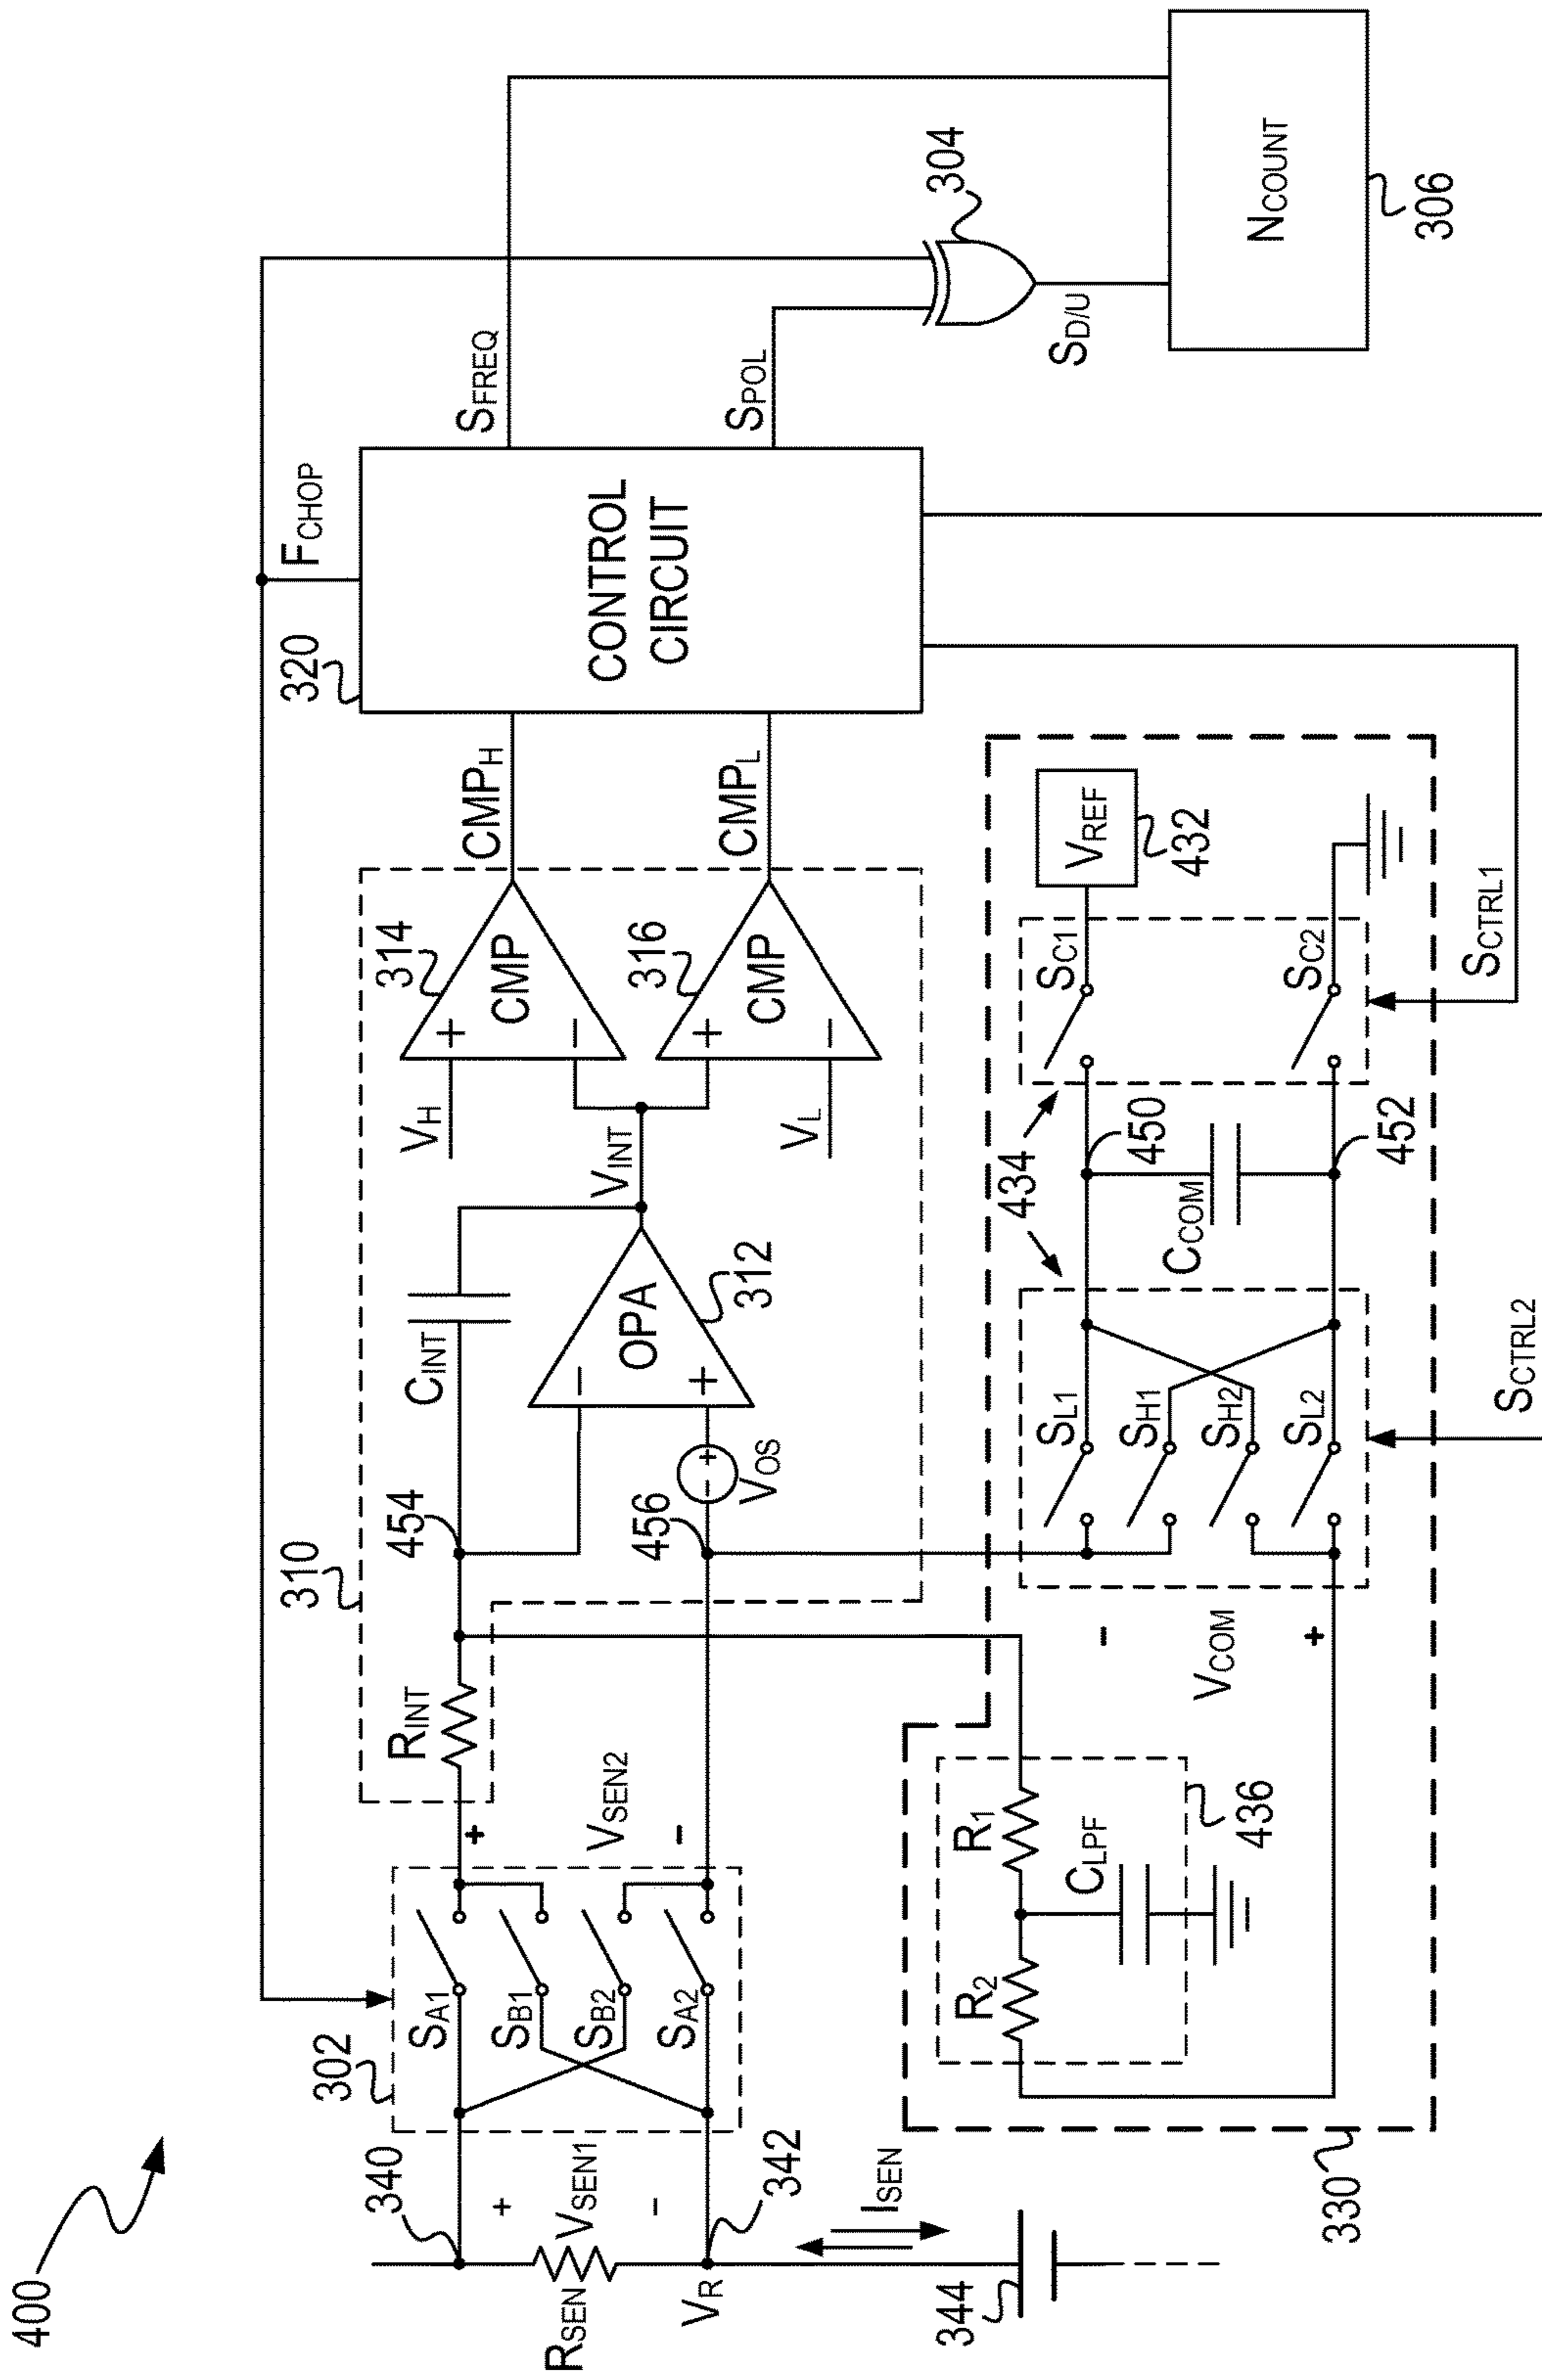 400
340
342
344
RSEN
VSEN1
VR
ISEN
302
SA1
SB1
SB2
SA2
+
-
+
-
VSEN2
RINT
310
454
456
CINT
VOS
- +
OPA
-
+
312
VINT
VH
VL
314
CMP
+
-
316
CMP
+
-
CMPH
CMPL
320
CONTROL
CIRCUIT
FCHOP
SFREQ
SPOL
304
SD/U
NCOUNT
306
330
R2
R1
CLPF
436
VCOM
-
+
SL1
SH1
SH2
SL2
434
CCOM
450
452
SC1
SC2
VREF
432
SCTRL1
SCTRL2